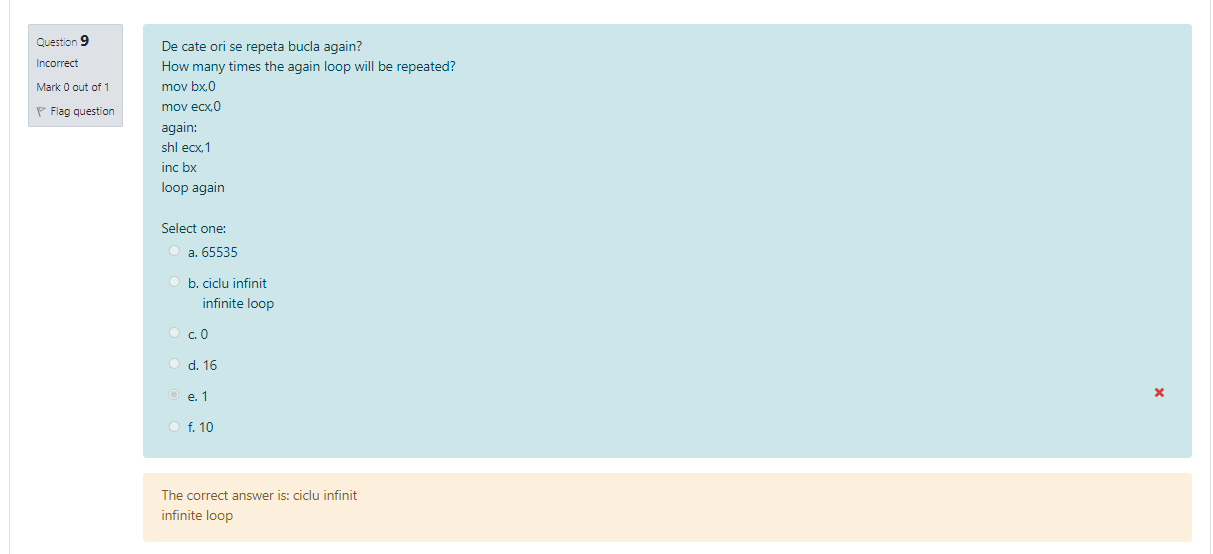 Question 9
Incorrect
Mark 0 out of 1
Flag question
De cate ori se repeta bucla again?
How many times the again loop will be repeated?
mov bx,0
mov ecx,0
again:
shl ecx,1
inc bx
loop again
Select one:
a. 65535
b. ciclu infinit
infinite loop
c. 0
d. 16
e. 1
f. 10
The correct answer is: ciclu infinit
infinite loop